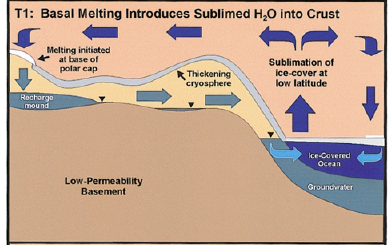 T1: Basal Melting Introduces Sublimed H₂O into Crust
Melting initiated
at base of
polar cap
Thickening
cryosphere
Sublimation of
ice-cover at
low latitude
Recharge
mound
Ice-Covered
Ocean
Groundwater
Low-Permeability
Basement